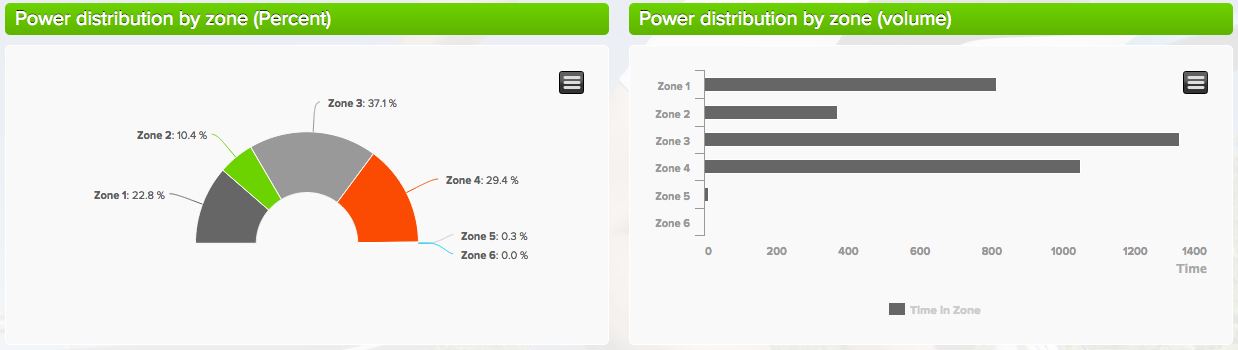 Power distribution by zone (Percent)
Zone 3: 37.1 %
Zone 2: 10.4 %
Zone 4: 29.4 %
Zone 1: 22.8 %
Zone 5: 0.3 %
Zone 6: 0.0 %
Power distribution by zone (volume)
Zone 1
Zone 2
Zone 3
Zone 4
Zone 5
Zone 6
0 200 400 600 800 1000 1200 1400
Time
Time In Zone